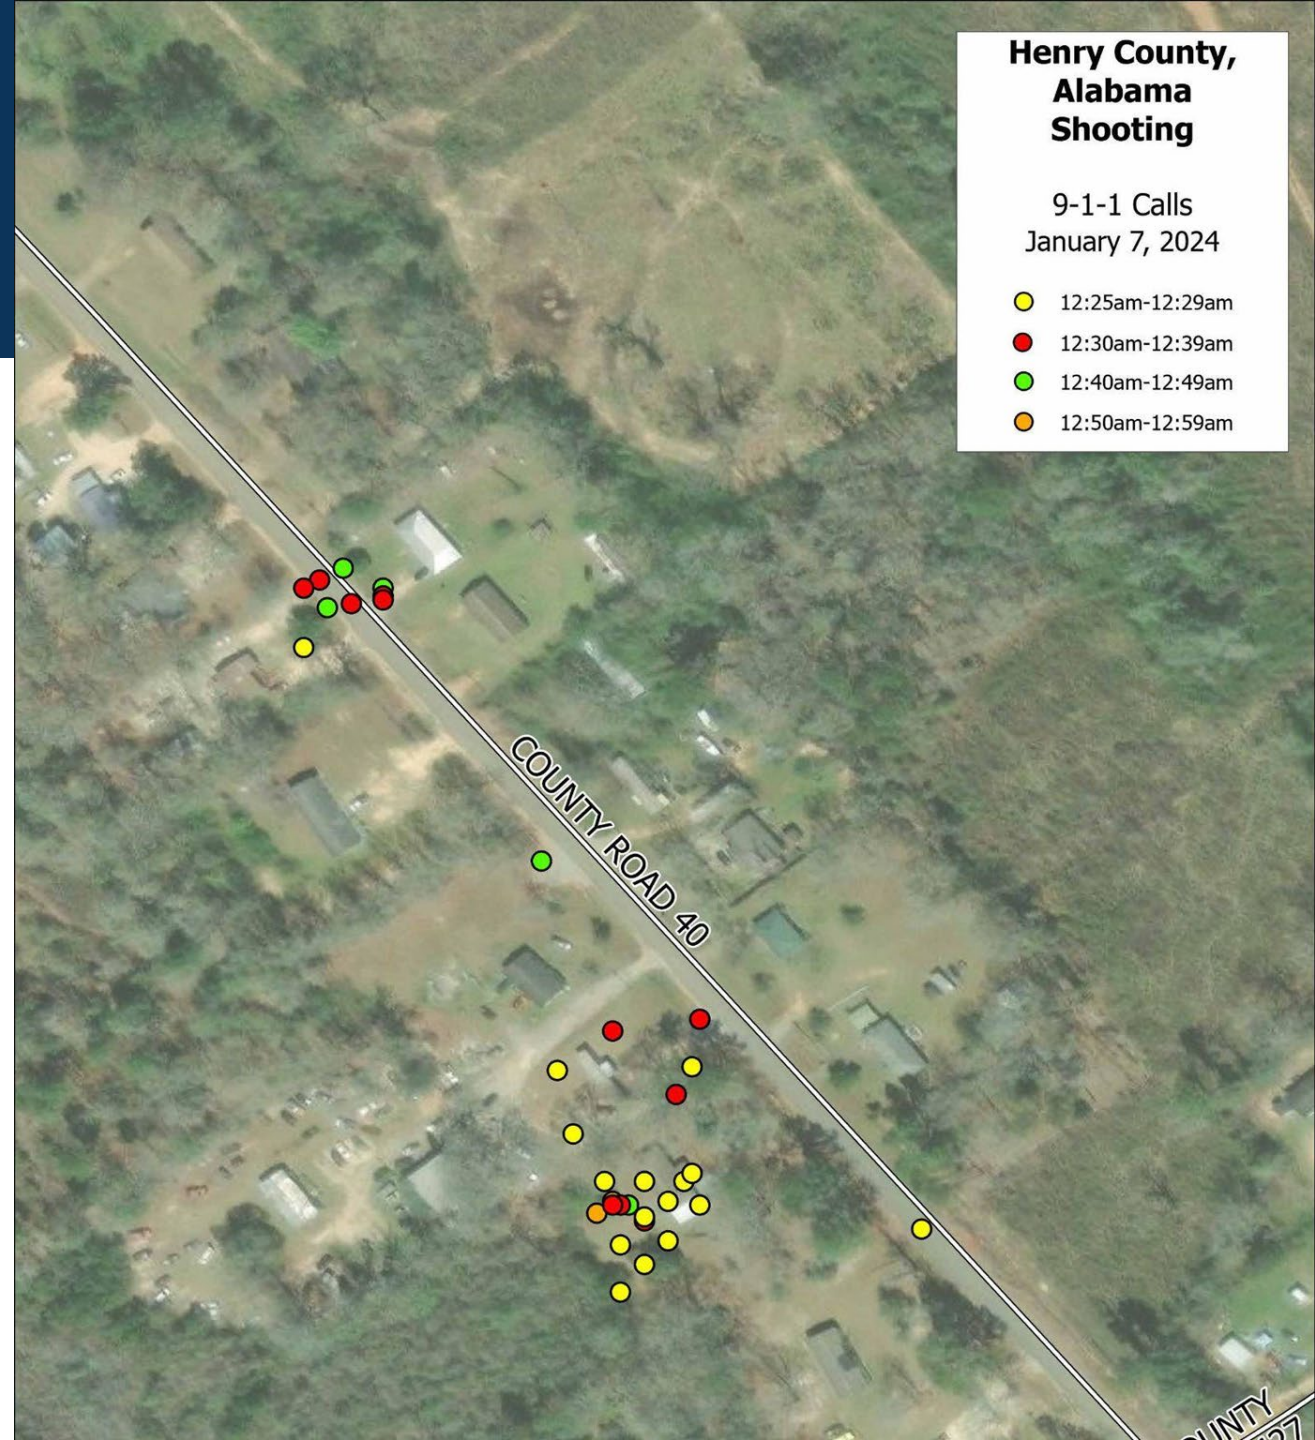 Henry County,
Alabama
Shooting
9-1-1 Calls
January 7, 2024
12:25am-12:29am
12:30am-12:39am
12:40am-12:49am
12:50am-12:59am
COUNTY ROAD 40